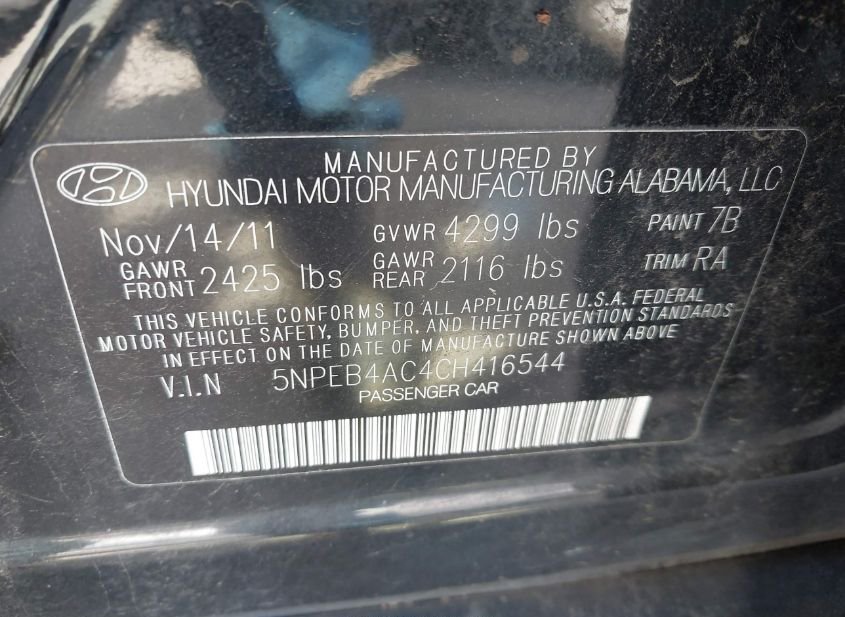 MANUFACTURED BY
HYUNDAI MOTOR MANUFACTURING ALABAMA, LLC
Nov/14/11 GVWR 4299 lbs PAINT 7B
GAWR FRONT 2425 lbs GAWR REAR 2116 lbs TRIM RA
THIS VEHICLE CONFORMS TO ALL APPLICABLE U.S.A. FEDERAL
MOTOR VEHICLE SAFETY, BUMPER, AND THEFT PREVENTION STANDARDS
IN EFFECT ON THE DATE OF MANUFACTURE SHOWN ABOVE
V.I.N 5NPEB4AC4CH416544
PASSENGER CAR